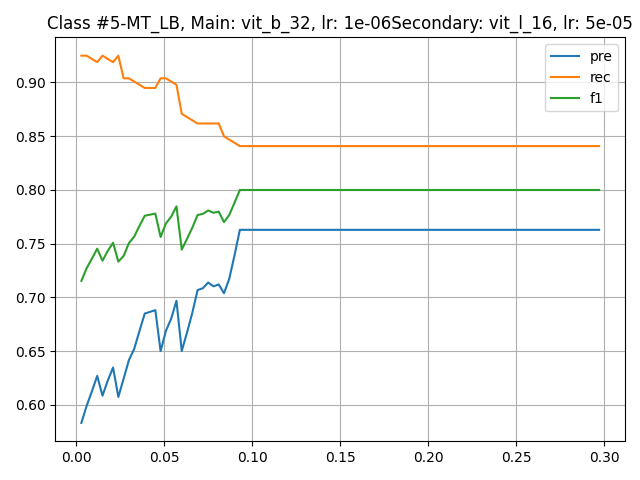 Class #5-MT_LB, Main: vit_b_32, lr: 1e-06Secondary: vit_l_16, lr: 5e-05
pre
rec
f1
0.90
0.85
0.80
0.75
0.70
0.65
0.60
0.00 0.05 0.10 0.15 0.20 0.25 0.30